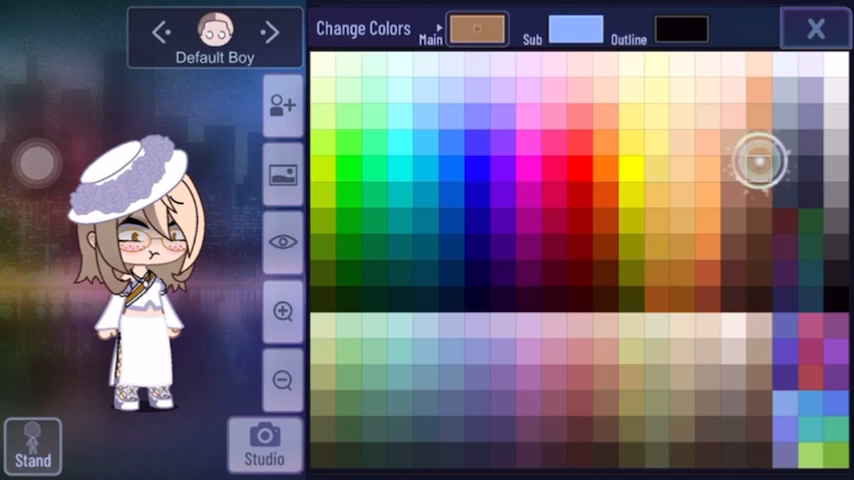 Default Boy
Change Colors
Main
Sub
Outline
X
Stand
Studio